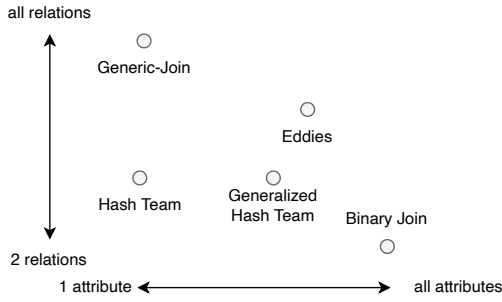 all relations
Generic-Join
Eddies
Hash Team
Generalized
Hash Team
Binary Join
2 relations
1 attribute
all attributes